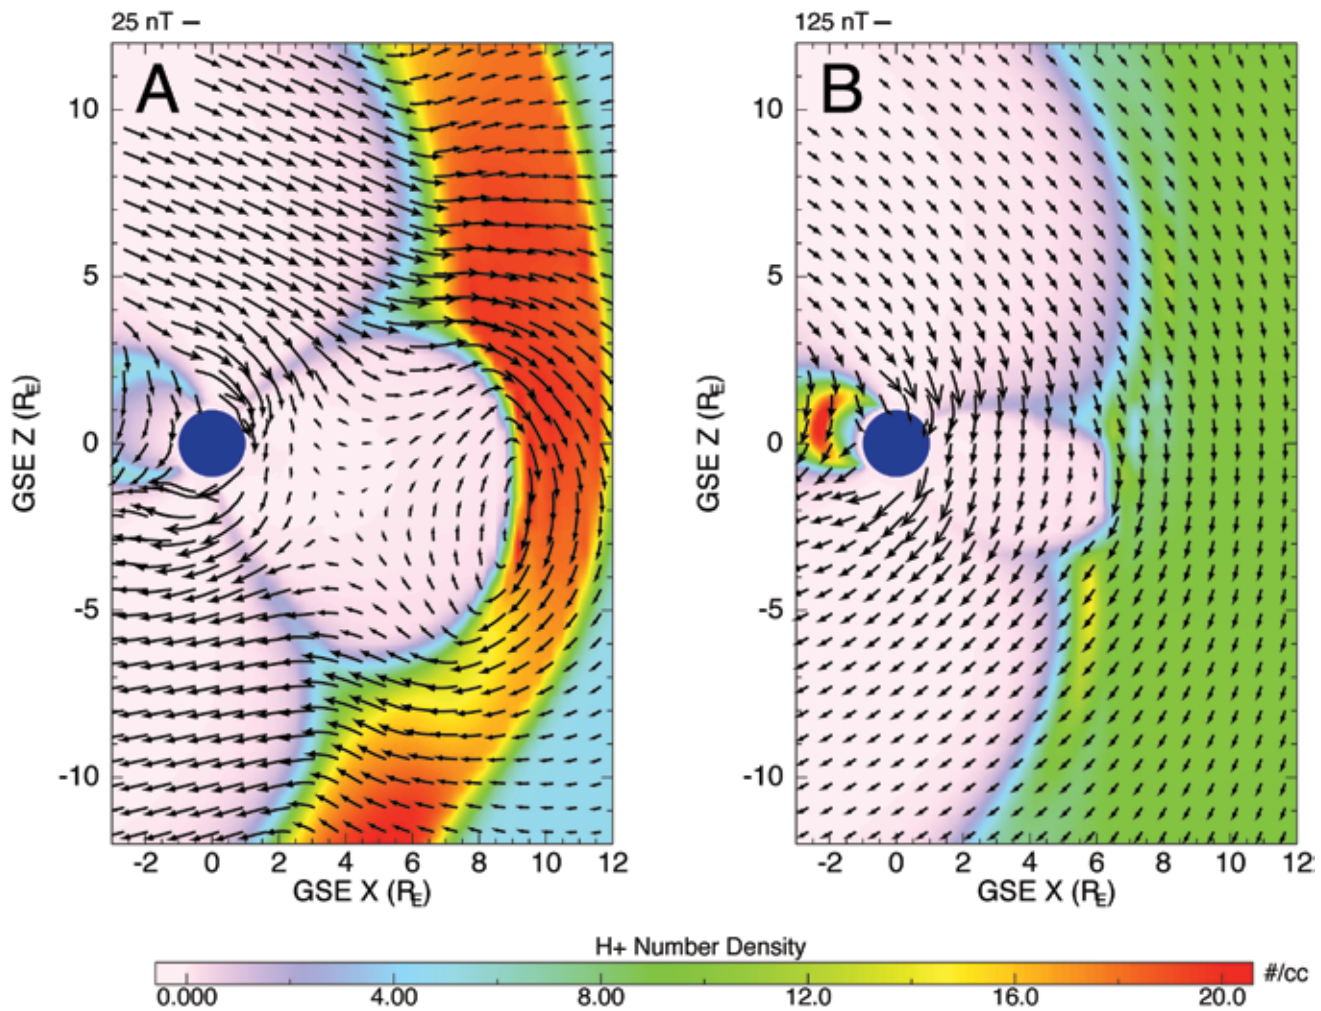 25 nT
125 nT
A
B
10
5
0
-5
-10
GSE Z (RE)
-2 0 2 4 6 8 10 12
GSE X (RE)
10
5
0
-5
-10
GSE Z (RE)
-2 0 2 4 6 8 10 12
GSE X (RE)
H+ Number Density
0.000 4.00 8.00 12.0 16.0 20.0
#/cc